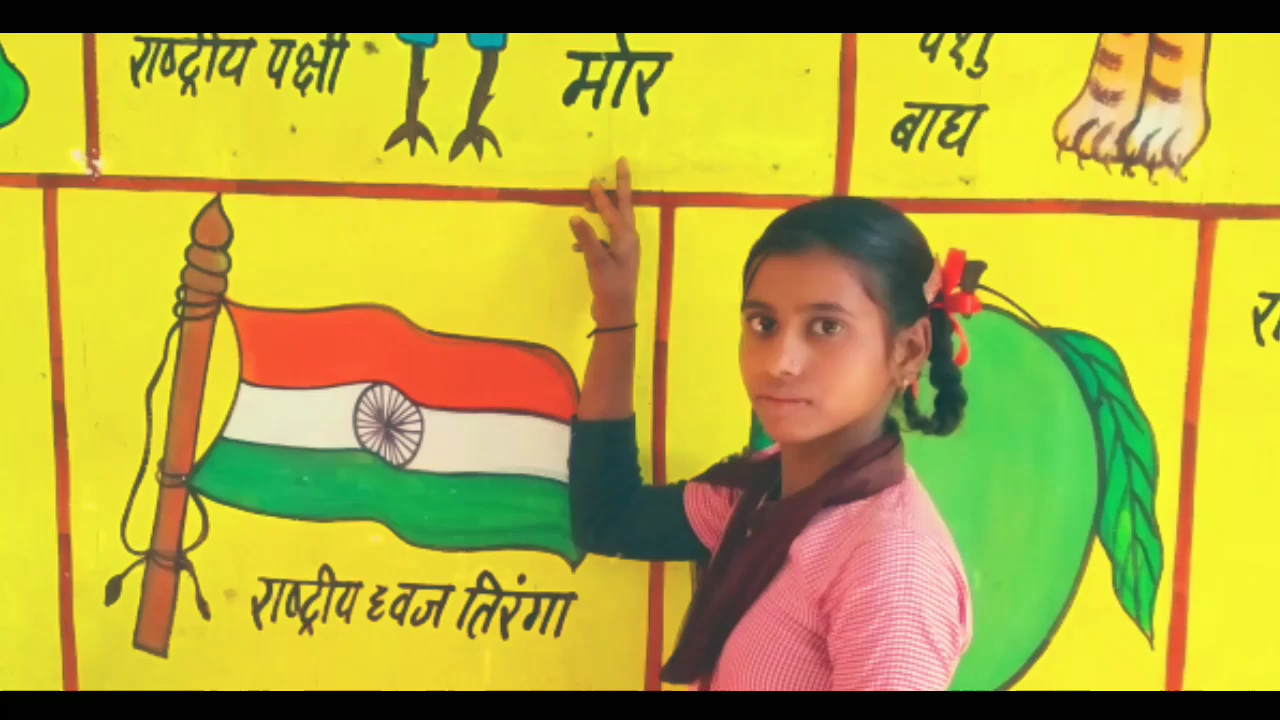 राष्ट्रीय पक्षी
मोर
पशु
बाघ
राष्ट्रीय ध्वज तिरंगा